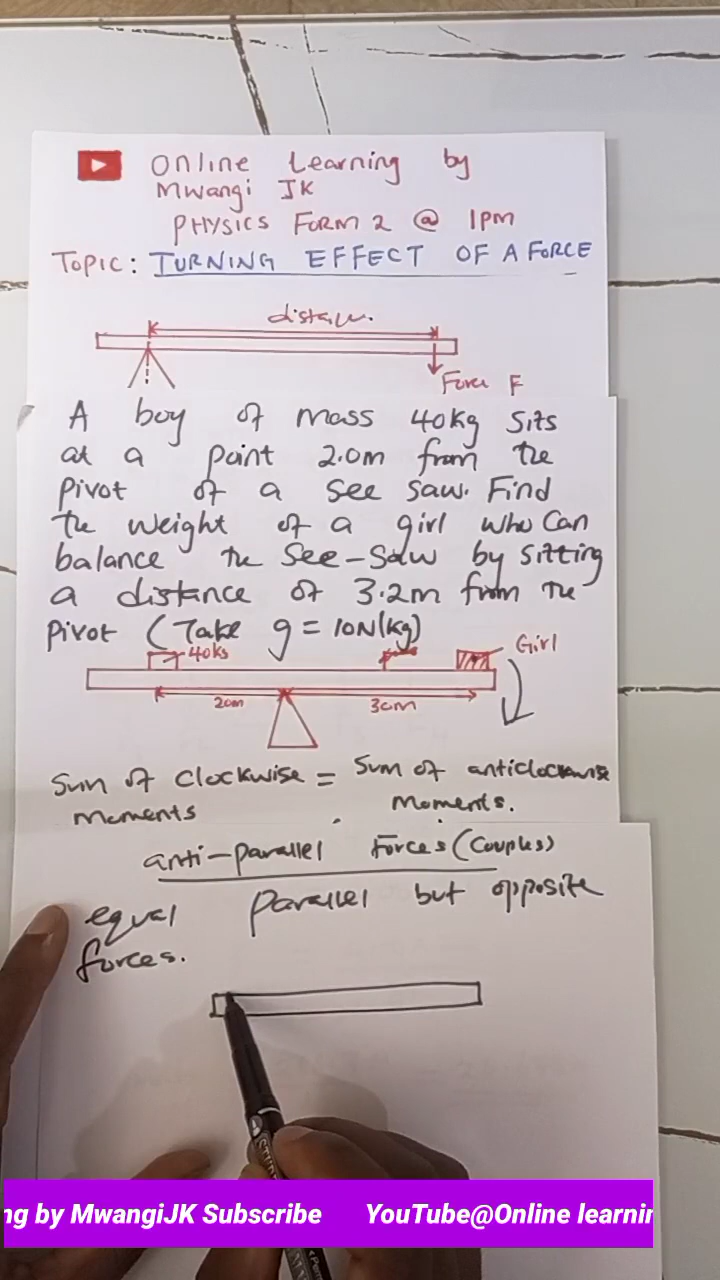 Online Learning by
Mwangi JK
PHYSICS FORM 2 @ 1PM
TOPIC: TURNING EFFECT OF A FORCE
distance.
Force F
A boy of mass 40kg sits
at a point 2.0m from the
pivot of a see saw. Find
the weight of a girl who can
balance the see-saw by sitting
a distance of 3.2m from the
pivot (Take g = 10N/kg)
40kg
Girl
20m
30m
Sum of clockwise = Sum of anticlockwise
moments moments.
anti-parallel Forces (Couples)
equal parallel but opposite
forces.
ng by MwangiJK Subscribe YouTube@Online learnin